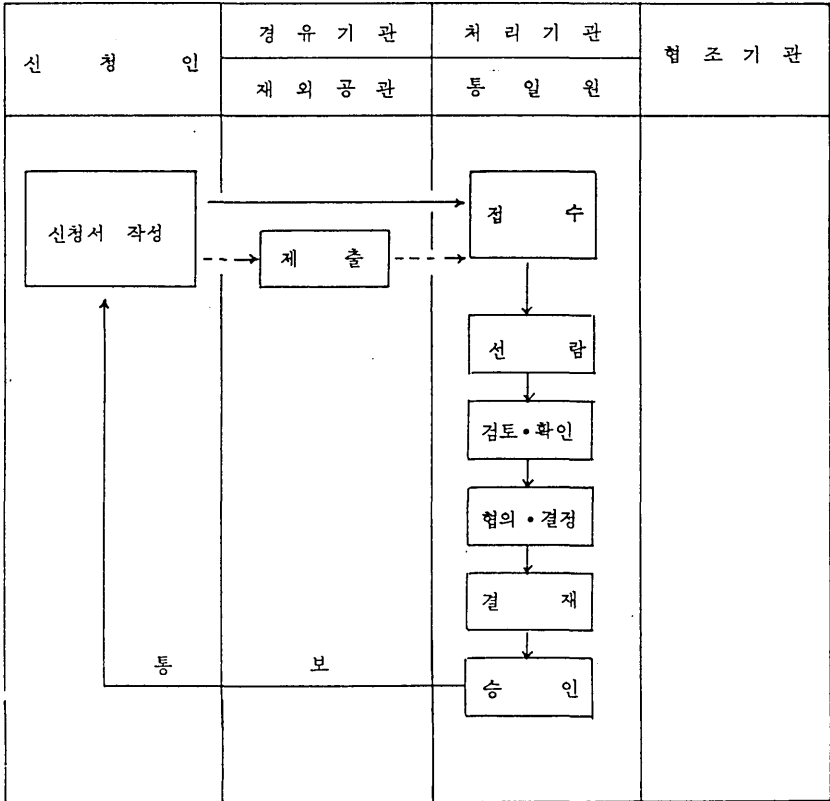 신 청 인
경 유 기 관
처 리 기 관
협 조 기 관
재 외 공 관
통 일 원
신청서 작성
접 수
제 출
선 람
검토•확인
협의•결정
결 재
통 보
승 인